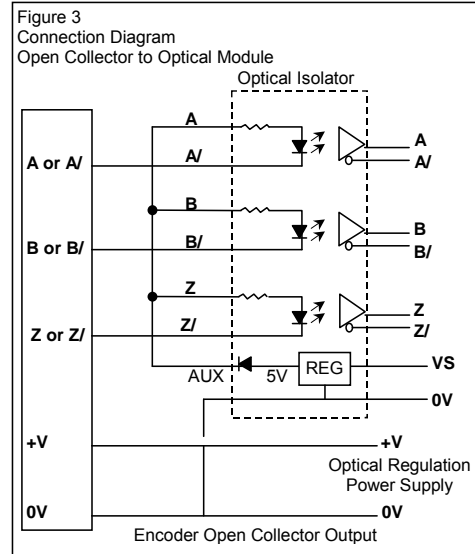 Figure 3
Connection Diagram
Open Collector to Optical Module
Optical Isolator
A
A
A or A/
A/
A/
B
B
B or B/
B/
B/
Z
Z
Z or Z/
Z/
Z/
AUX
5V
REG
VS
0V
+V
+V
Optical Regulation
Power Supply
0V
0V
Encoder Open Collector Output